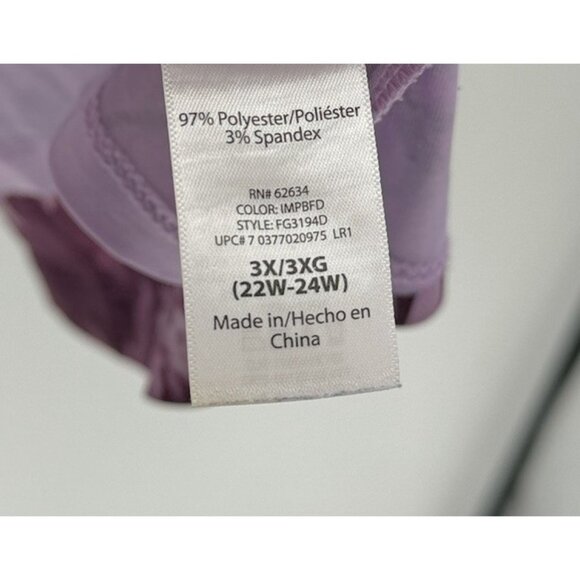 97% Polyester/Poliéster
3% Spandex
RN# 62634
COLOR: IMPBFD
STYLE: FG3194D
UPC# 7 0377020975 LR1
3X/3XG
(22W-24W)
Made in/Hecho en
China